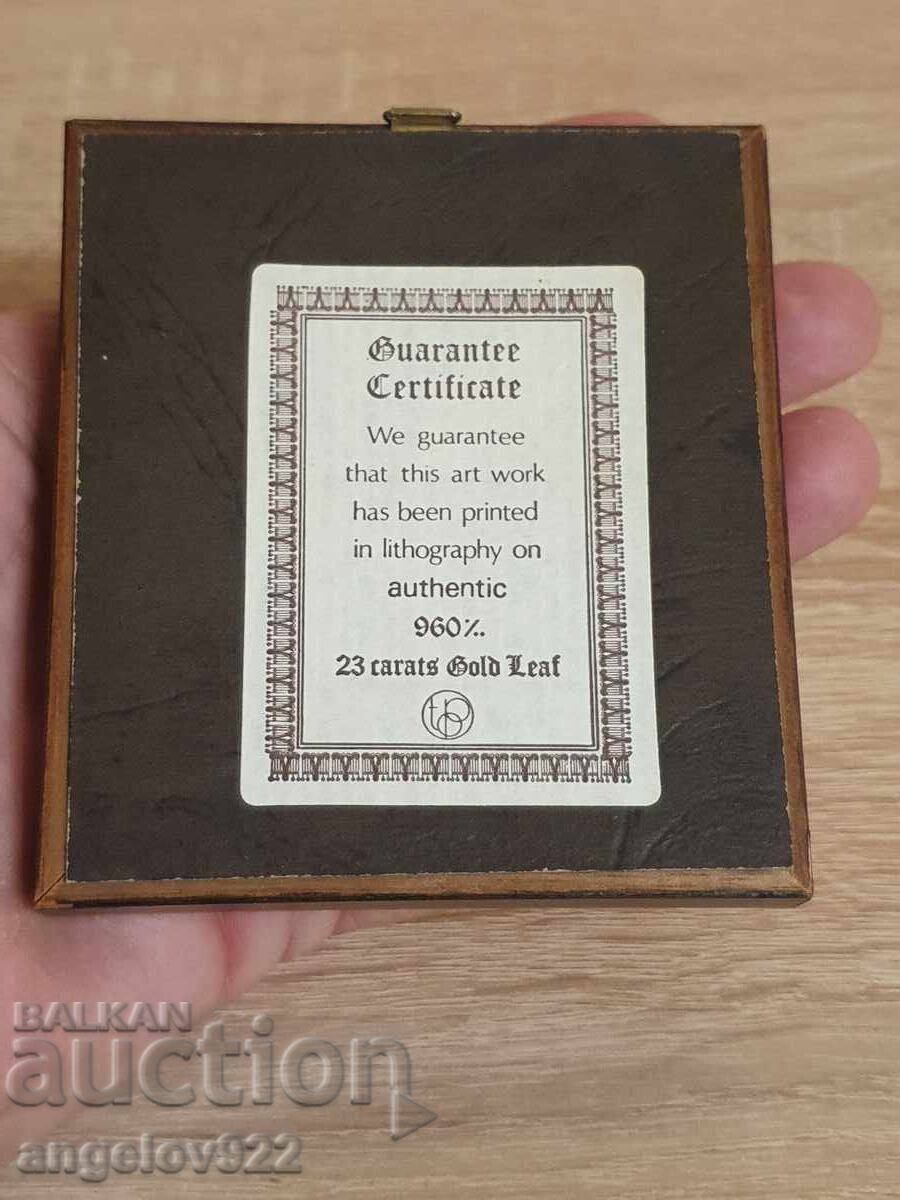 Guarantee
Certificate
We guarantee
that this art work
has been printed
in lithography on
authentic
960‰
23 carats Gold Leaf
BALKAN
auction
angelov922